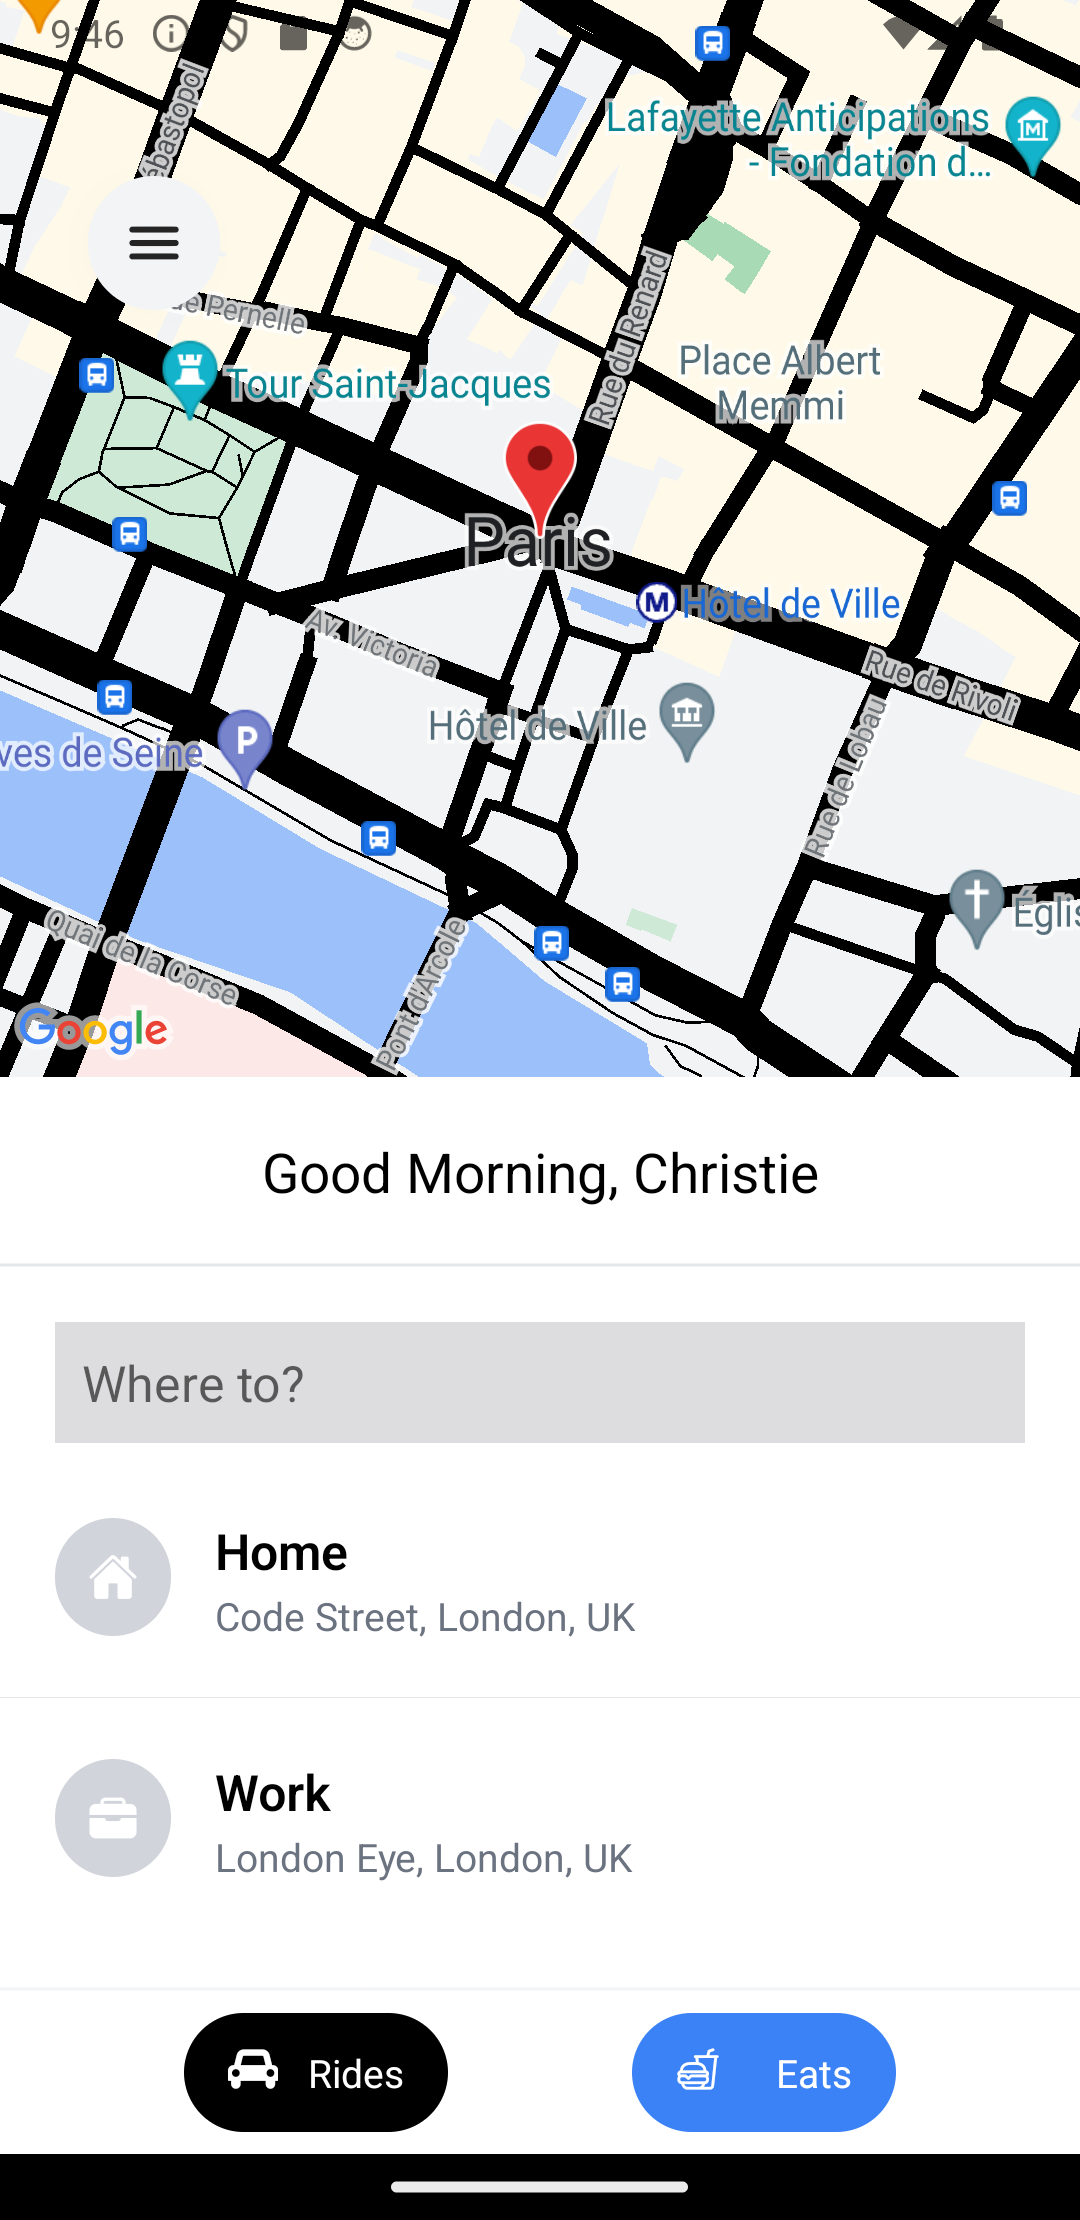 9:46
ébastopol
Lafayette Anticipations
- Fondation d...
de Pernelle
Rue du Renard
Tour Saint-Jacques
Place Albert
Memmi
Paris
M
Hôtel de Ville
Av. Victoria
Rue de Rivoli
Hôtel de Ville
P
ves de Seine
Rue de Lobau
Églis
Quai de la Corse
Pont d'Arcole
Google
Good Morning, Christie
Where to?
Home
Code Street, London, UK
Work
London Eye, London, UK
Rides
Eats